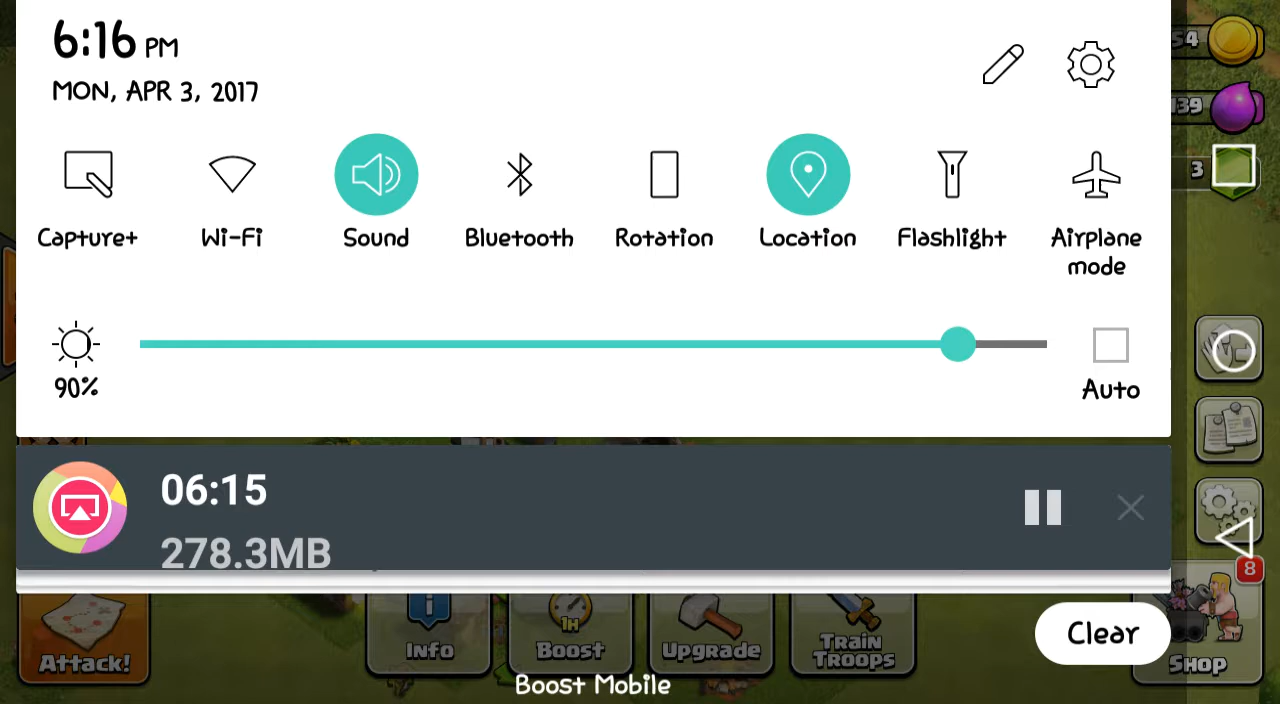 6:16 PM
MON, APR 3, 2017
54
139
3
Capture+
Wi-Fi
Sound
Bluetooth
Rotation
Location
Flashlight
Airplane
mode
90%
Auto
06:15
278.3MB
8
Clear
Attack!
Info
1H
Boost
Upgrade
Train
Troops
Shop
Boost Mobile